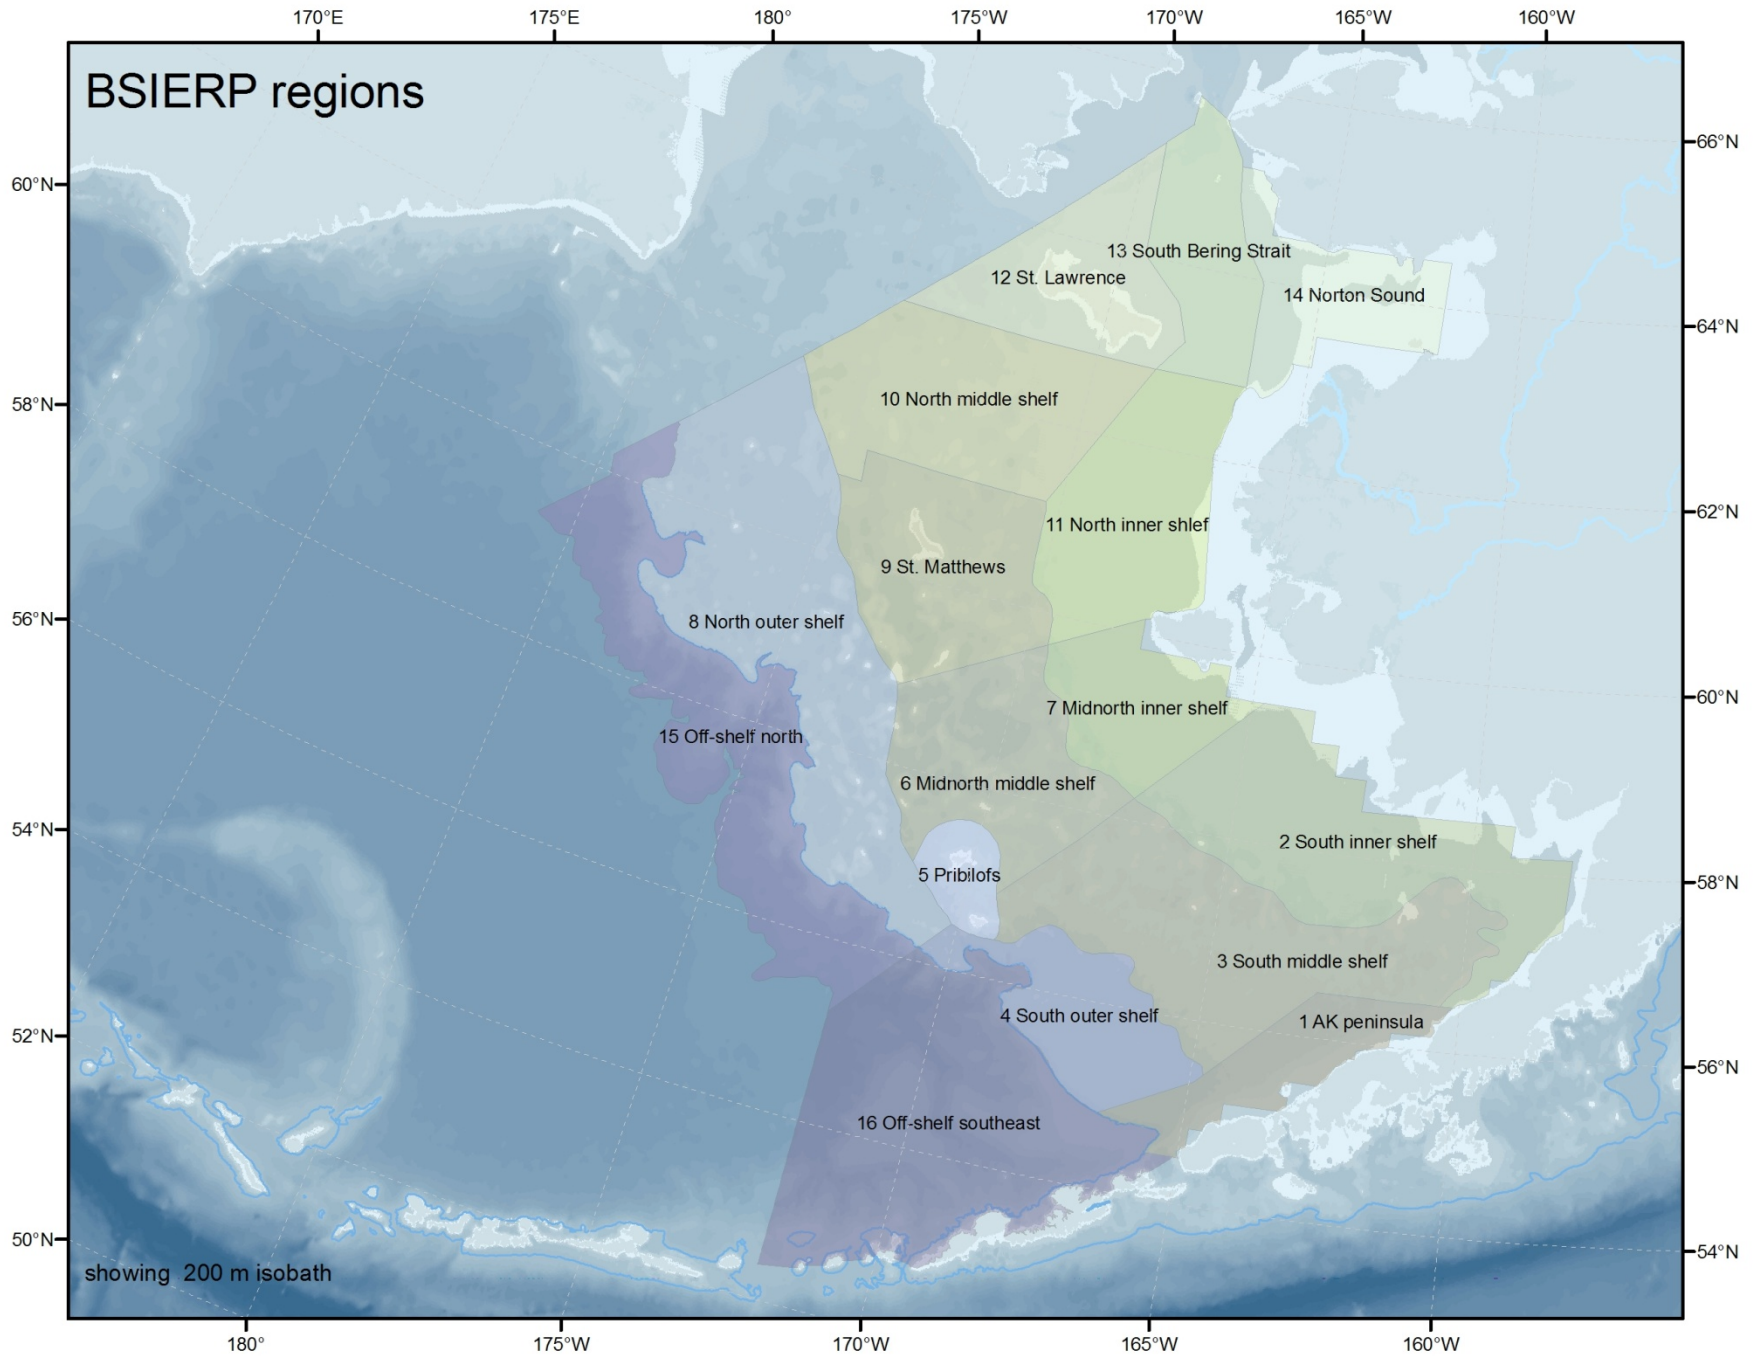 170°E 175°E 180° 175°W 170°W 165°W 160°W
BSIERP regions
66°N
60°N
13 South Bering Strait
12 St. Lawrence
14 Norton Sound
64°N
58°N
10 North middle shelf
62°N
11 North inner shlef
9 St. Matthews
56°N
8 North outer shelf
60°N
7 Midnorth inner shelf
15 Off-shelf north
6 Midnorth middle shelf
54°N
2 South inner shelf
5 Pribilofs
58°N
3 South middle shelf
4 South outer shelf
1 AK peninsula
52°N
56°N
16 Off-shelf southeast
50°N
54°N
showing 200 m isobath
180° 175°W 170°W 165°W 160°W